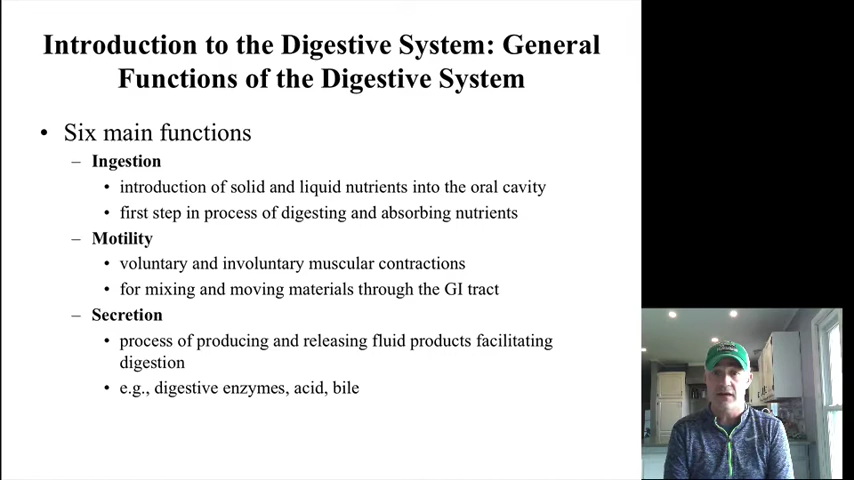 Introduction to the Digestive System: General
Functions of the Digestive System
• Six main functions
– Ingestion
• introduction of solid and liquid nutrients into the oral cavity
• first step in process of digesting and absorbing nutrients
– Motility
• voluntary and involuntary muscular contractions
• for mixing and moving materials through the GI tract
– Secretion
• process of producing and releasing fluid products facilitating
digestion
• e.g., digestive enzymes, acid, bile